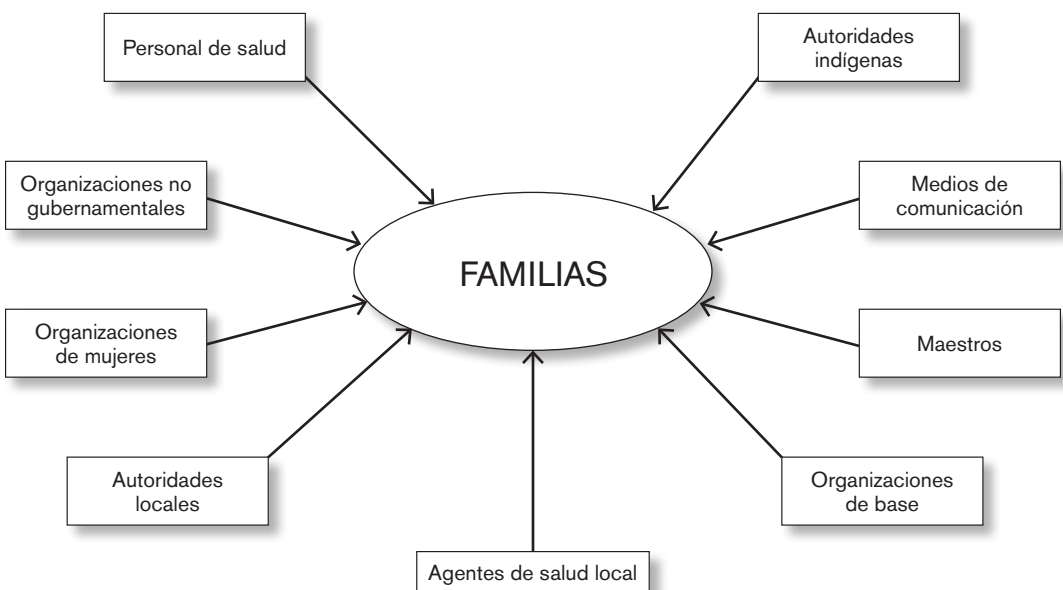 Personal de salud
Autoridades
indígenas
Organizaciones no
gubernamentales
Medios de
comunicación
FAMILIAS
Organizaciones
de mujeres
Maestros
Autoridades
locales
Organizaciones
de base
Agentes de salud local